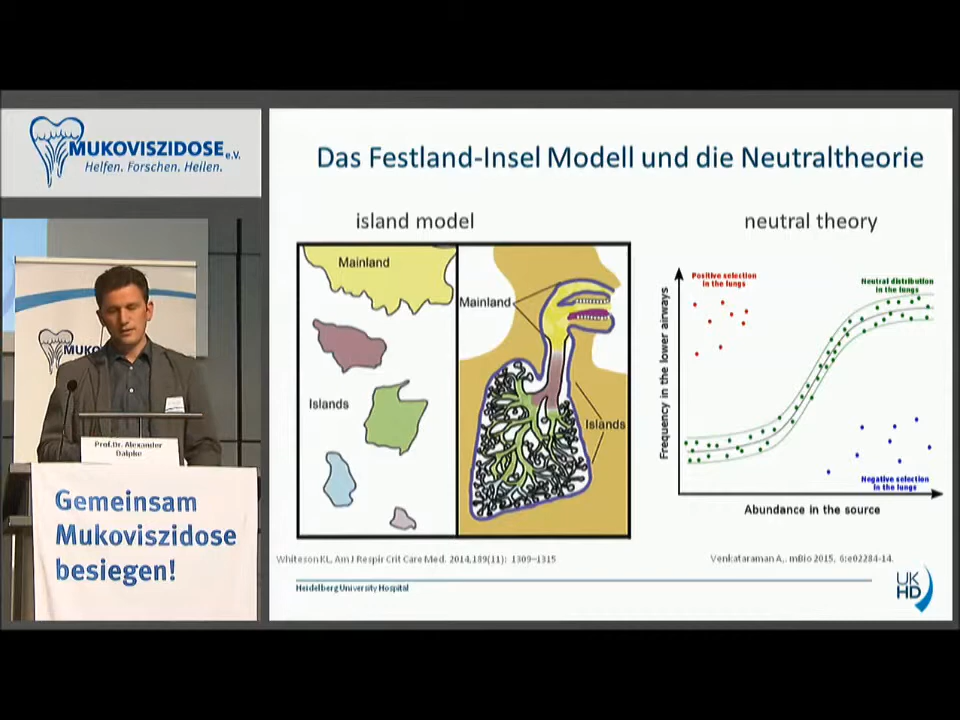 MUKOVISZIDOSE e.V.
Helfen. Forschen. Heilen.
MUKO
Prof.Dr. Alexander
Dalpke
Gemeinsam
Mukoviszidose
besiegen!
Das Festland-Insel Modell und die Neutraltheorie
island model
Mainland
Islands
Mainland
Islands
neutral theory
Positive selection
in the lungs
Neutral distribution
in the lungs
Frequency in the lower airways
Negative selection
in the lungs
Abundance in the source
Whiteson KL, Am J Respir Crit Care Med. 2014,189(11): 1309–1315
Venkataraman A,. mBio 2015, 6:e02284-14.
Heidelberg University Hospital
UK
HD